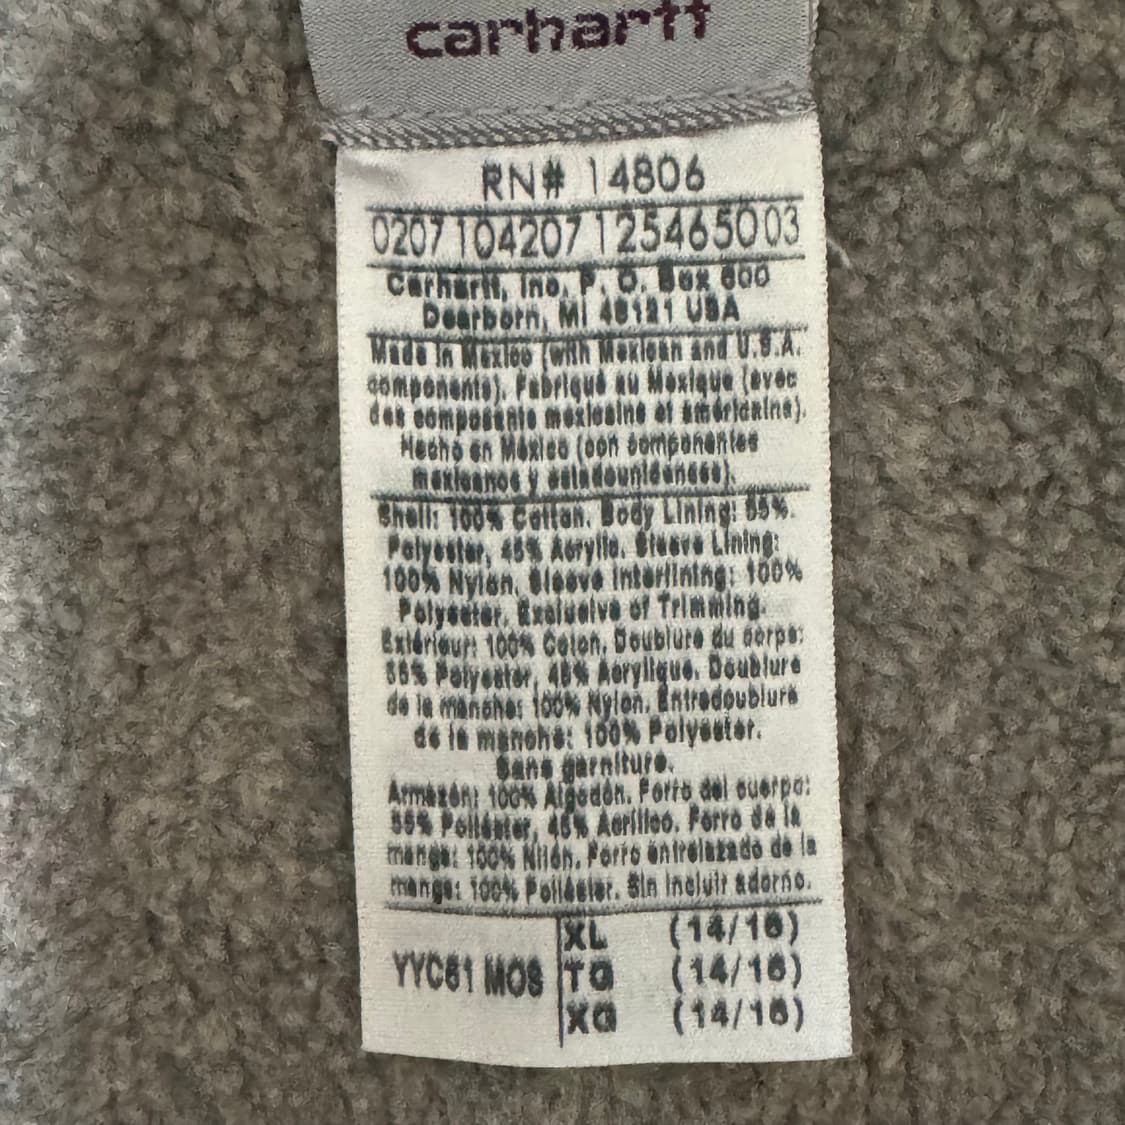 carhartt
RN# 14806
0207 104207 125465003
Carhartt, Inc. P. O. Box 600
Dearborn, MI 48121 USA
Made in Mexico (with Mexican and U.S.A.
components). Fabriqué au Mexique (avec
des composants mexicains et américains).
Hecho en México (con componentes
mexicanos y estadounidenses).
Shell: 100% Cotton. Body Lining: 55%
Polyester, 45% Acrylic. Sleeve Lining:
100% Nylon. Sleeve Interlining: 100%
Polyester. Exclusive of Trimming.
Extérieur: 100% Coton. Doublure du corps:
55% Polyester, 45% Acrylique. Doublure
de la manche: 100% Nylon. Entredoublure
de la manche: 100% Polyester.
Sans garniture.
Armazón: 100% Algodón. Forro del cuerpo:
55% Poliéster, 45% Acrílico. Forro de la
manga: 100% Nilón. Forro entrelazado de la
manga: 100% Poliéster. Sin incluir adorno.
YYC61 MOS
XL (14/16)
TG (14/16)
XG (14/16)